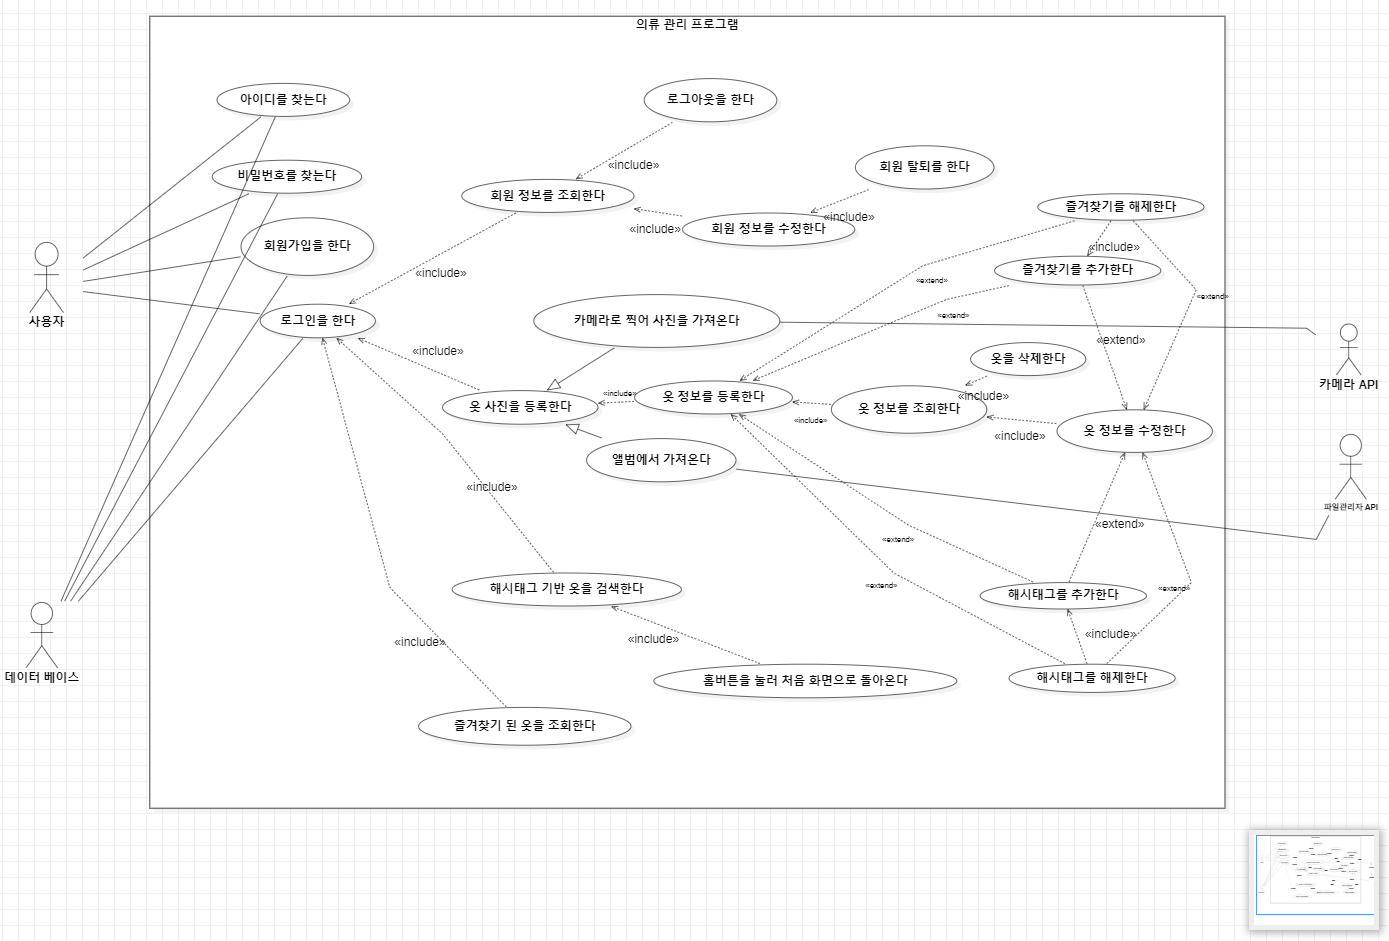 의류 관리 프로그램
아이디를 찾는다
로그아웃을 한다
«include»
회원 탈퇴를 한다
비밀번호를 찾는다
회원 정보를 조회한다
«include»
회원 정보를 수정한다
«include»
즐겨찾기를 해제한다
회원가입을 한다
«include»
즐겨찾기를 추가한다
«include»
«extend»
«extend»
«extend»
사용자
로그인을 한다
카메라로 찍어 사진을 가져온다
«extend»
«include»
옷을 삭제한다
카메라 API
«include»
옷 사진을 등록한다
«include»
옷 정보를 등록한다
«include»
옷 정보를 조회한다
«include»
옷 정보를 수정한다
앨범에서 가져온다
«include»
파일관리자 API
«extend»
«extend»
«extend»
«extend»
해시태그 기반 옷을 검색한다
해시태그를 추가한다
«include»
«include»
«include»
데이터 베이스
홈버튼을 눌러 처음 화면으로 돌아온다
해시태그를 해제한다
즐겨찾기 된 옷을 조회한다